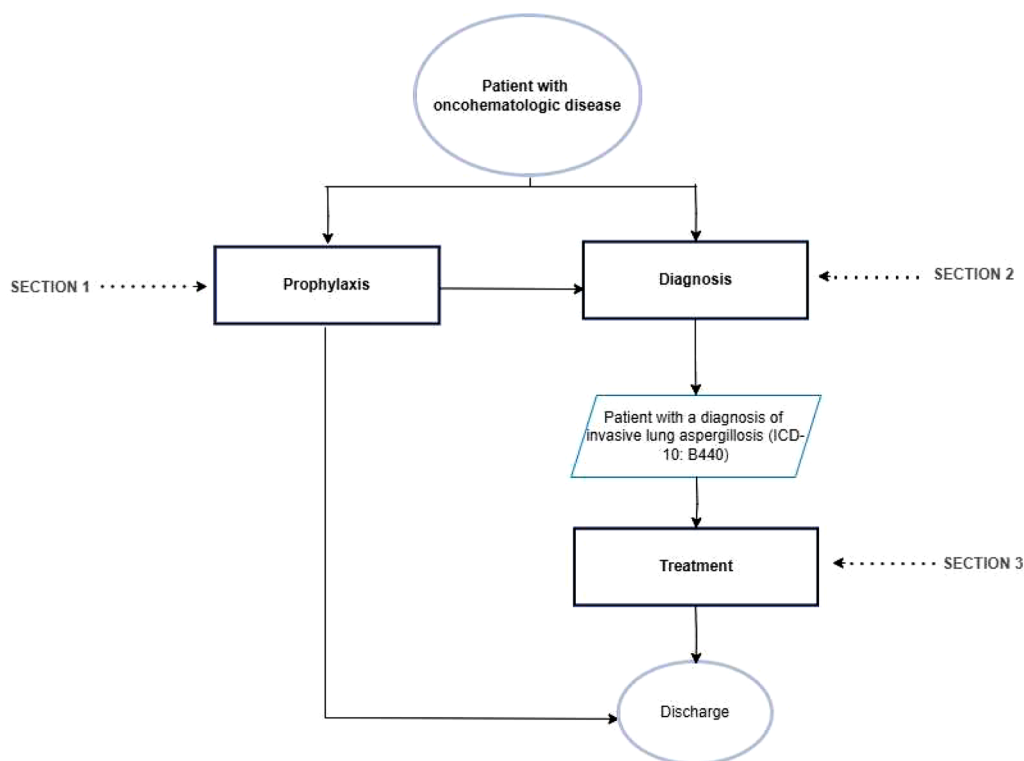 Patient with
oncohematologic disease
SECTION 1
Prophylaxis
Diagnosis
SECTION 2
Patient with a diagnosis of
invasive lung aspergillosis (ICD-
10: B440)
Treatment
SECTION 3
Discharge